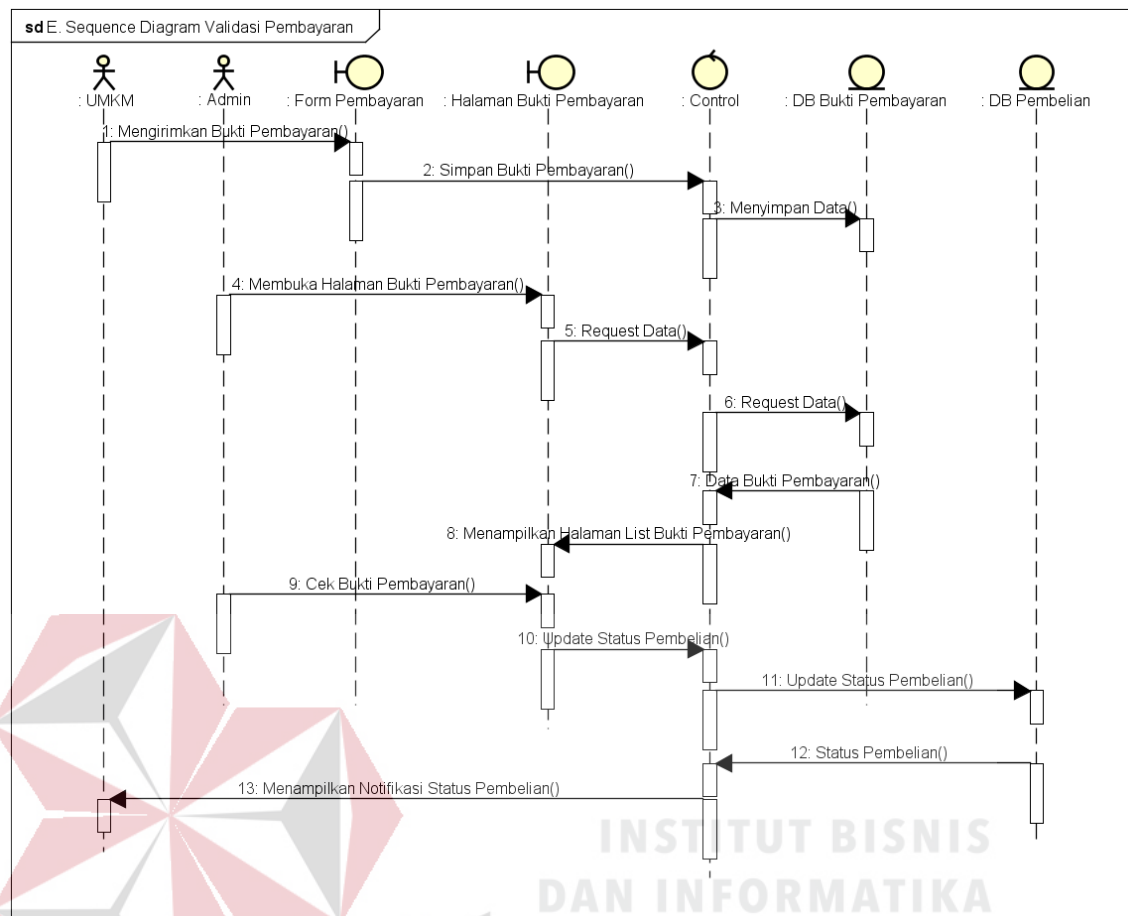 sd E. Sequence Diagram Validasi Pembayaran
: UMKM : Admin : Form Pembayaran : Halaman Bukti Pembayaran : Control : DB Bukti Pembayaran : DB Pembelian
1: Mengirimkan Bukti Pembayaran()
2: Simpan Bukti Pembayaran()
3: Menyimpan Data()
4: Membuka Halaman Bukti Pembayaran()
5: Request Data()
6: Request Data()
7: Data Bukti Pembayaran()
8: Menampilkan Halaman List Bukti Pembayaran()
9: Cek Bukti Pembayaran()
10: Update Status Pembelian()
11: Update Status Pembelian()
12: Status Pembelian()
13: Menampilkan Notifikasi Status Pembelian()
INSTITUT BISNIS
DAN INFORMATIKA